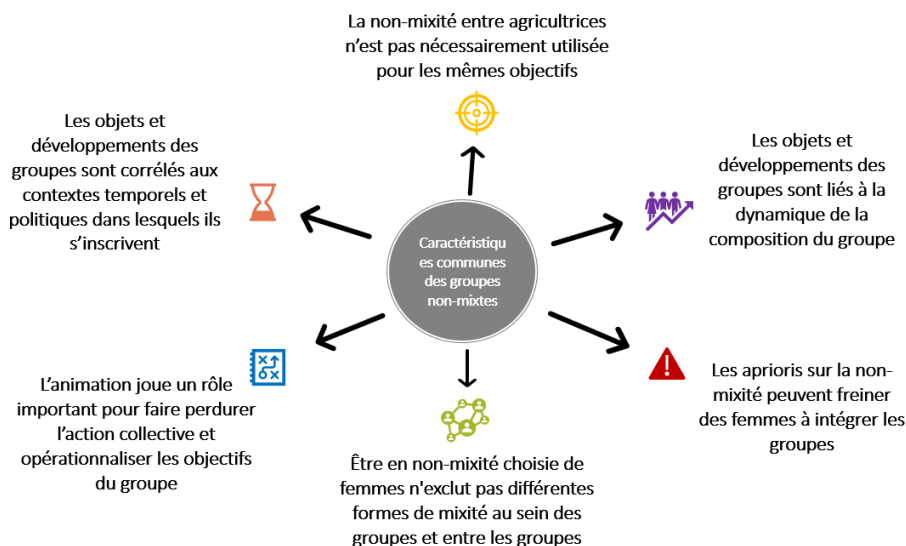 La non-mixité entre agricultrices
n'est pas nécessairement utilisée
pour les mêmes objectifs
Les objets et
développements des
groupes sont corrélés aux
contextes temporels et
politiques dans lesquels ils
s'inscrivent
Les objets et
développements des
groupes sont liés à la
dynamique de la
composition du groupe
Caractéristiqu
es communes
des groupes
non-mixtes
L'animation joue un rôle
important pour faire perdurer
l'action collective et
opérationnaliser les objectifs
du groupe
Les aprioris sur la non-
mixité peuvent freiner
des femmes à intégrer les
groupes
Être en non-mixité choisie de
femmes n'exclut pas différentes
formes de mixité au sein des
groupes et entre les groupes